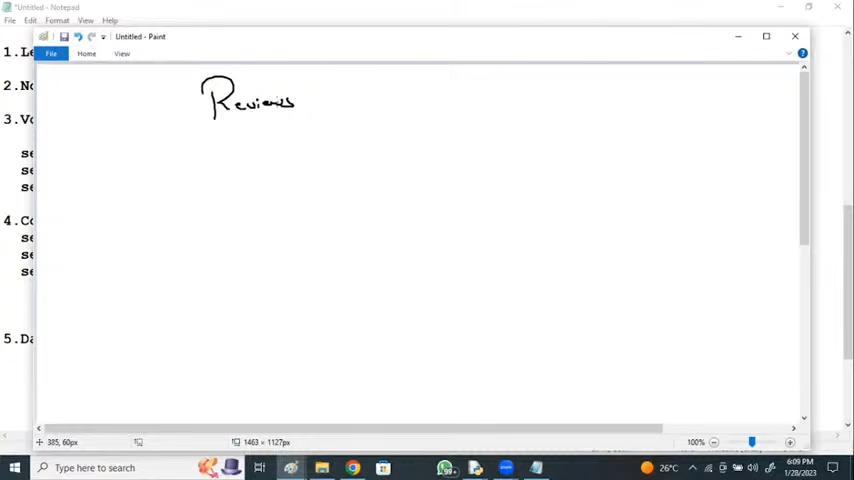 *Untitled - Notepad
File Edit Format View Help
Untitled - Paint
File Home View
1.Le
2.No
3.Vo
se
se
se
4.Co
se
se
se
5.Da
Reviews
385, 60px
1463 × 1127px
100%
Type here to search
99+
26°C
6:09 PM
1/28/2023